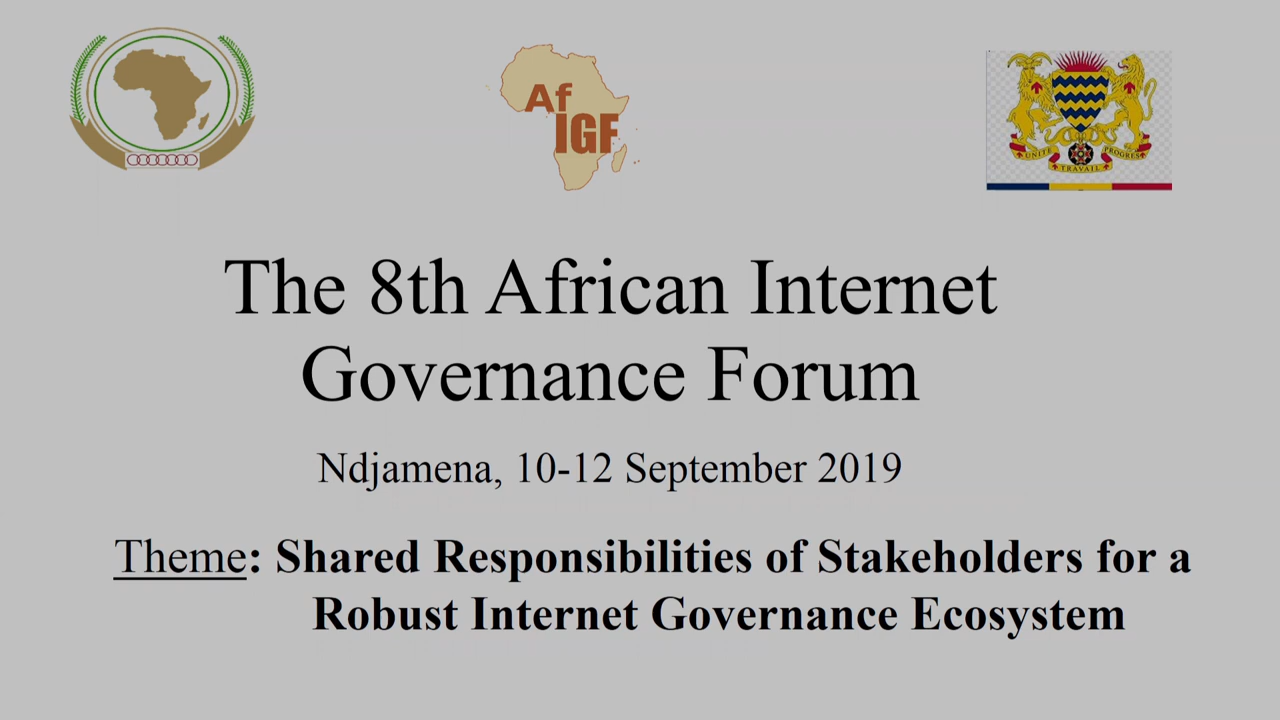 Af
IGF
UNITE
PROGRES
TRAVAIL
The 8th African Internet
Governance Forum
Ndjamena, 10-12 September 2019
Theme: Shared Responsibilities of Stakeholders for a
Robust Internet Governance Ecosystem